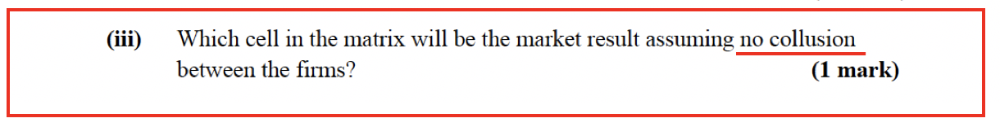 (iii) Which cell in the matrix will be the market result assuming no collusion
between the firms? (1 mark)